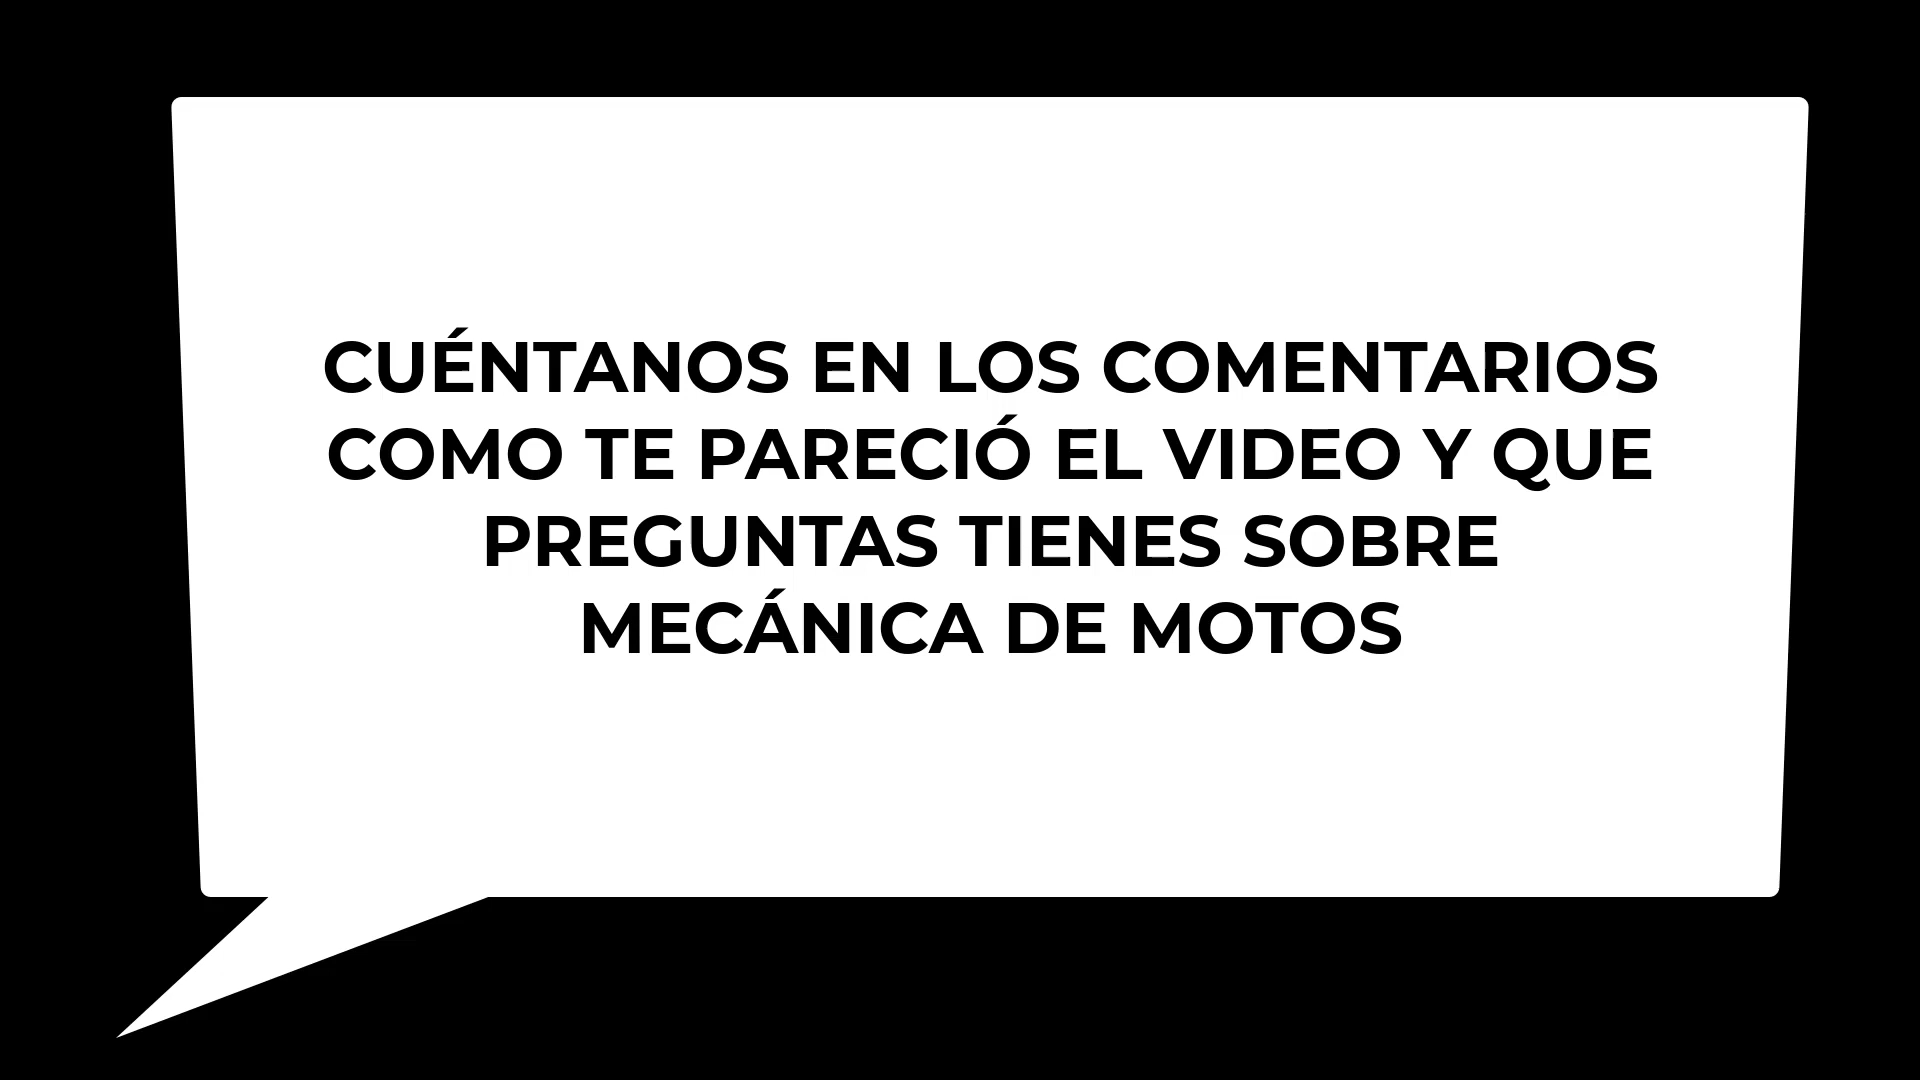 CUÉNTANOS EN LOS COMENTARIOS
COMO TE PARECIÓ EL VIDEO Y QUE
PREGUNTAS TIENES SOBRE
MECÁNICA DE MOTOS